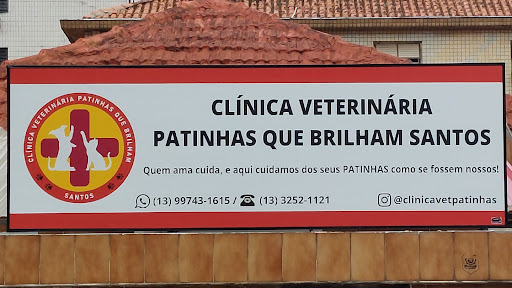 CLÍNICA VETERINÁRIA PATINHAS QUE BRILHAM
SANTOS
CLÍNICA VETERINÁRIA
PATINHAS QUE BRILHAM SANTOS
Quem ama cuida, e aqui cuidamos dos seus PATINHAS como se fossem nossos!
(13) 99743-1615 / (13) 3252-1121
@clinicavetpatinhas